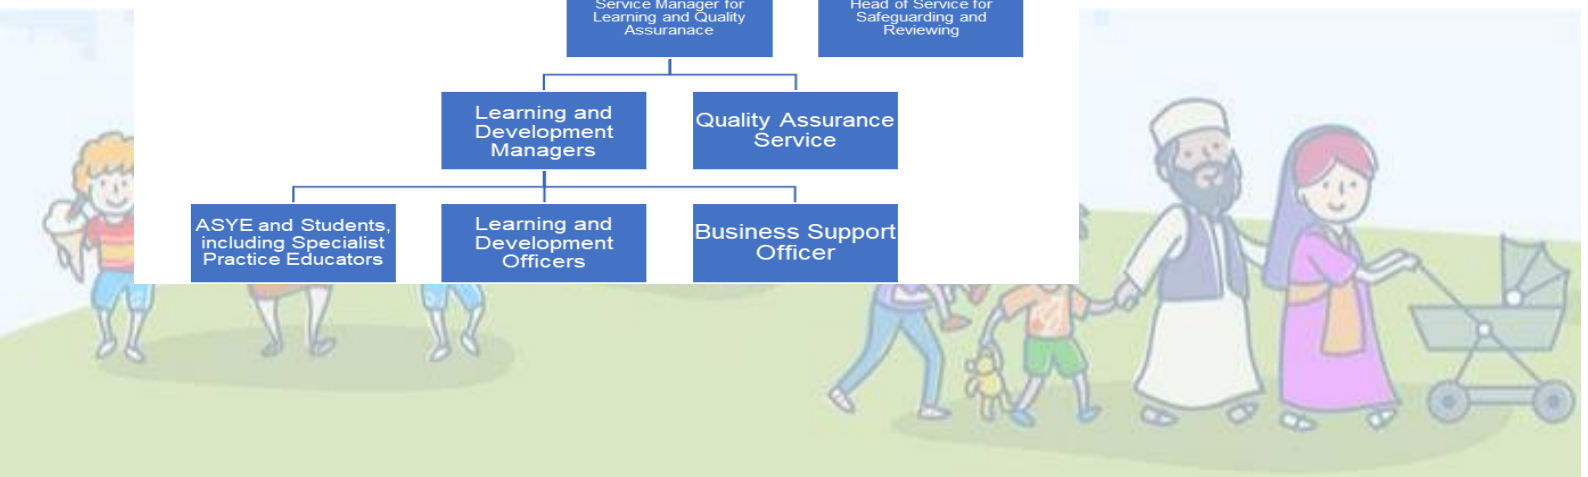 Service Manager for
Learning and Quality
Assuranace
Head of Service for
Safeguarding and
Reviewing
Learning and
Development
Managers
Quality Assurance
Service
ASYE and Students,
including Specialist
Practice Educators
Learning and
Development
Officers
Business Support
Officer